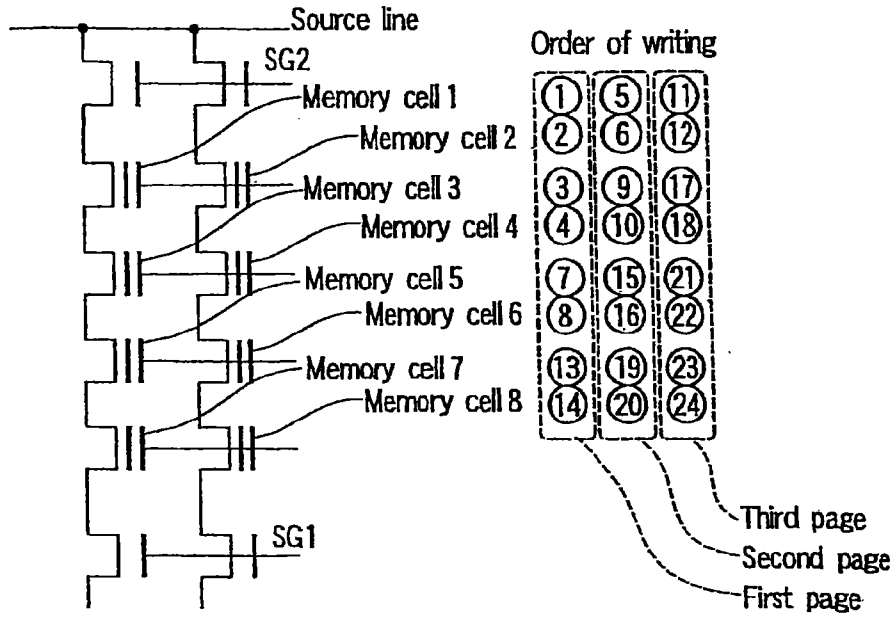 Source line
SG2
Order of writing
Memory cell 1
1 5 11
Memory cell 2
2 6 12
Memory cell 3
3 9 17
Memory cell 4
4 10 18
Memory cell 5
7 15 21
Memory cell 6
8 16 22
Memory cell 7
13 19 23
Memory cell 8
14 20 24
SG1
Third page
Second page
First page